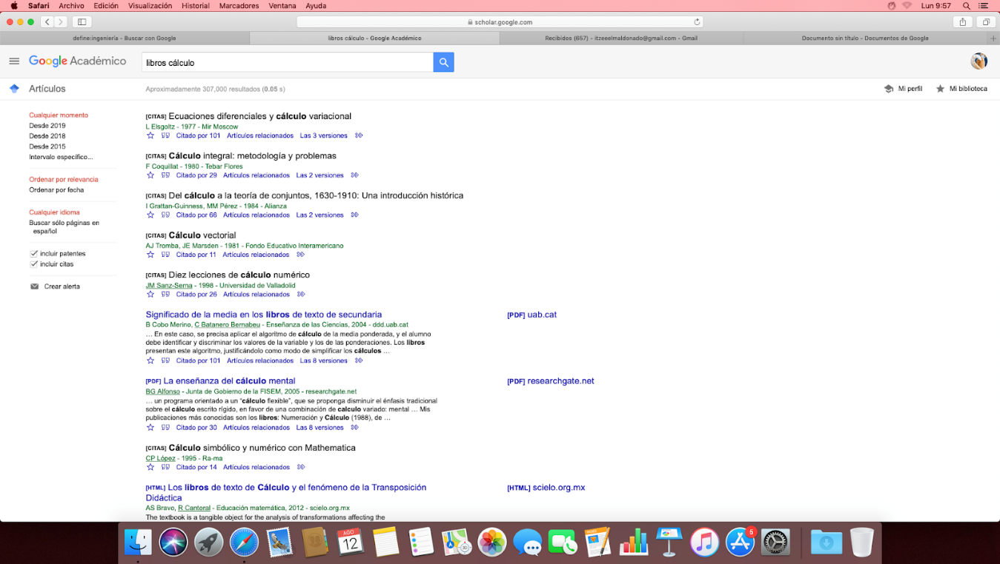 Safari Archivo Edición Visualización Historial Marcadores Ventana Ayuda Lun 9:57
scholar.google.com
define:ingeniería - Buscar con Google libros cálculo - Google Académico Recibidos (657) - itzeeelmaldonado@gmail.com - Gmail Documento sin título - Documentos de Google
Google Académico libros cálculo
Artículos Aproximadamente 307,000 resultados (0.05 s) Mi perfil Mi biblioteca
Cualquier momento
Desde 2019
Desde 2018
Desde 2015
Intervalo específico...
Ordenar por relevancia
Ordenar por fecha
Cualquier idioma
Buscar sólo páginas en
español
incluir patentes
incluir citas
Crear alerta
[CITAS] Ecuaciones diferenciales y cálculo variacional
L Elsgoltz - 1977 - Mir Moscow
Citado por 101 Artículos relacionados Las 3 versiones
[CITAS] Cálculo integral: metodología y problemas
F Coquillat - 1980 - Tebar Flores
Citado por 29 Artículos relacionados Las 2 versiones
[CITAS] Del cálculo a la teoría de conjuntos, 1630-1910: Una introducción histórica
I Grattan-Guinness, MM Pérez - 1984 - Alianza
Citado por 66 Artículos relacionados Las 2 versiones
[CITAS] Cálculo vectorial
AJ Tromba, JE Marsden - 1981 - Fondo Educativo Interamericano
Citado por 11 Artículos relacionados
[CITAS] Diez lecciones de cálculo numérico
JM Sanz-Serna - 1998 - Universidad de Valladolid
Citado por 26 Artículos relacionados
Significado de la media en los libros de texto de secundaria [PDF] uab.cat
B Cobo Merino, C Batanero Bernabeu - Enseñanza de las Ciencias, 2004 - ddd.uab.cat
… En este caso, se precisa aplicar el algoritmo de cálculo de la media ponderada, y el alumno
debe identificar y discriminar los valores de la variable y los de las ponderaciones. Los libros
presentan este algoritmo, justificándolo como modo de simplificar los cálculos …
Citado por 101 Artículos relacionados Las 8 versiones
[PDF] La enseñanza del cálculo mental [PDF] researchgate.net
BG Alfonso - Junta de Gobierno de la FISEM, 2005 - researchgate.net
… un programa orientado a un "cálculo flexible", que se proponga disminuir el énfasis tradicional
sobre el cálculo escrito rígido, en favor de una combinación de calculo variado: mental … Mis
publicaciones más conocidas son los libros: Numeración y Cálculo (1988), de …
Citado por 30 Artículos relacionados Las 8 versiones
[CITAS] Cálculo simbólico y numérico con Mathematica
CP López - 1995 - Ra-ma
Citado por 14 Artículos relacionados
[HTML] Los libros de texto de Cálculo y el fenómeno de la Transposición [HTML] scielo.org.mx
Didáctica
AS Bravo, R Cantoral - Educación matemática, 2012 - scielo.org.mx
The textbook is a tangible object for the analysis of transformations affecting the
AGO
12
5